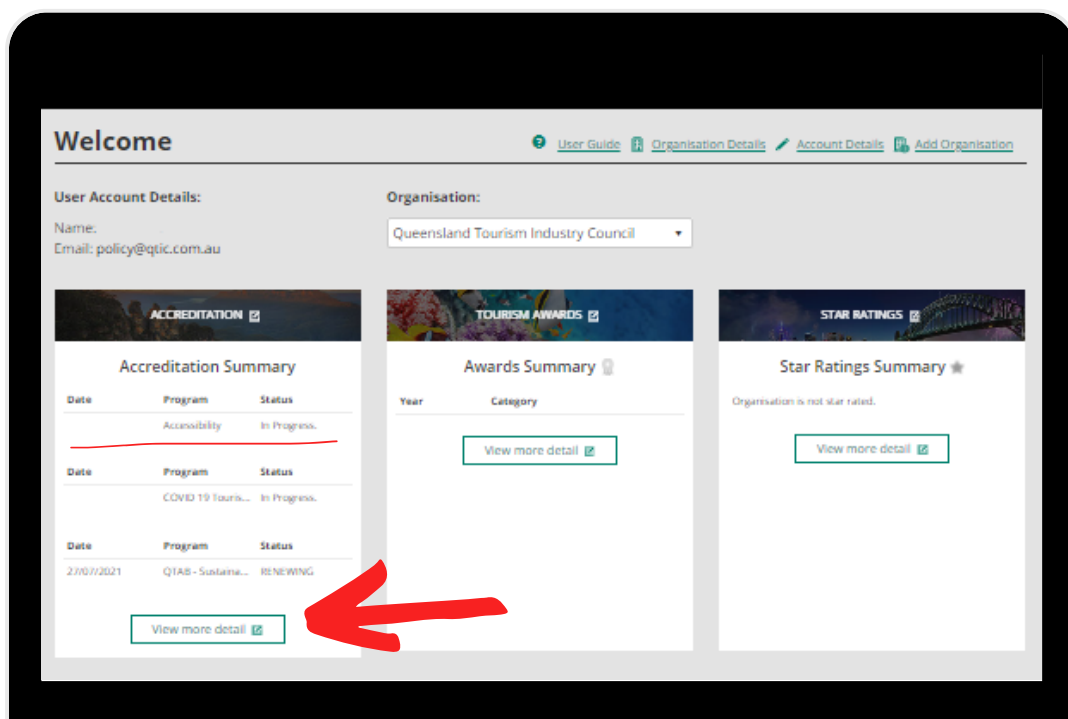 Welcome
User Guide Organisation Details Account Details Add Organisation
User Account Details:
Name:
Email: policy@qtic.com.au
Organisation:
Queensland Tourism Industry Council
ACCREDITATION
Accreditation Summary
Date Program Status
Accessibility In Progress.
Date Program Status
COVID 19 Touris... In Progress.
Date Program Status
27/07/2021 QTAB - Sustaina... RENEWING
View more detail
TOURISM AWARDS
Awards Summary
Year Category
View more detail
STAR RATINGS
Star Ratings Summary
Organisation is not star rated.
View more detail